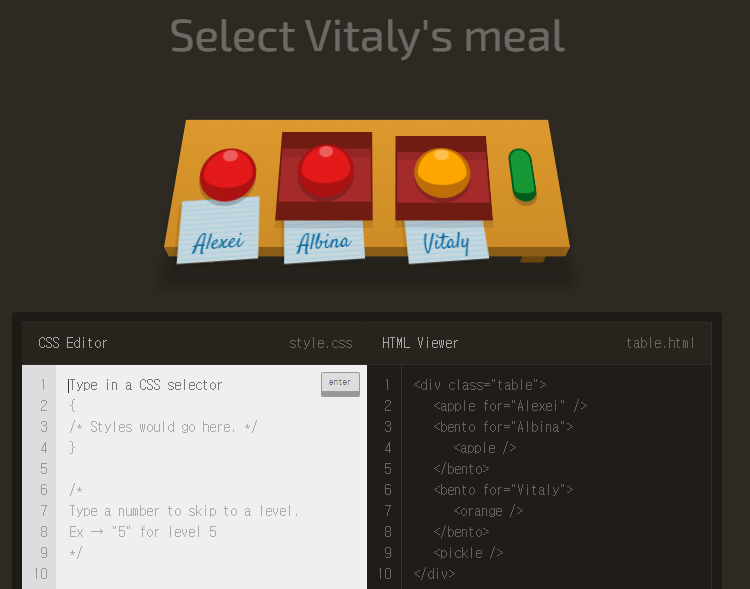 Select Vitaly's meal
Alexei
Albina
Vitaly
CSS Editor
style.css
HTML Viewer
table.html
1 Type in a CSS selector
enter
2 {
3 /* Styles would go here. */
4 }
5
6 /*
7 Type a number to skip to a level.
8 Ex → "5" for level 5
9 */
10
1 <div class="table">
2 <apple for="Alexei" />
3 <bento for="Albina">
4 <apple />
5 </bento>
6 <bento for="Vitaly">
7 <orange />
8 </bento>
9 <pickle />
10 </div>